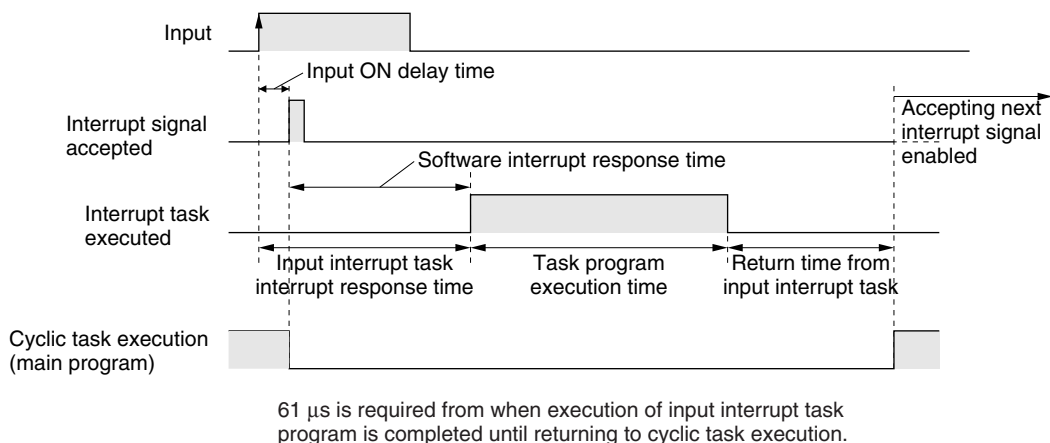 Input
Input ON delay time
Interrupt signal
accepted
Accepting next
interrupt signal
enabled
Software interrupt response time
Interrupt task
executed
Input interrupt task
interrupt response time
Task program
execution time
Return time from
input interrupt task
Cyclic task execution
(main program)
61 μs is required from when execution of input interrupt task
program is completed until returning to cyclic task execution.